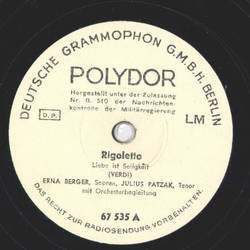 DEUTSCHE GRAMMOPHON G.M.B.H. BERLIN
POLYDOR
Hergestellt unter der Zulassung
Nr. B. 510 der Nachrichten-
kontrolle der Militärregierung
D.P.
LM
Rigoletto
Liebe ist Seligkeit
(VERDI)
ERNA BERGER, Sopran, JULIUS PATZAK, Tenor
mit Orchesterbegleitung
67 535 A
DAS RECHT ZUR RADIOSENDUNG VORBEHALTEN.